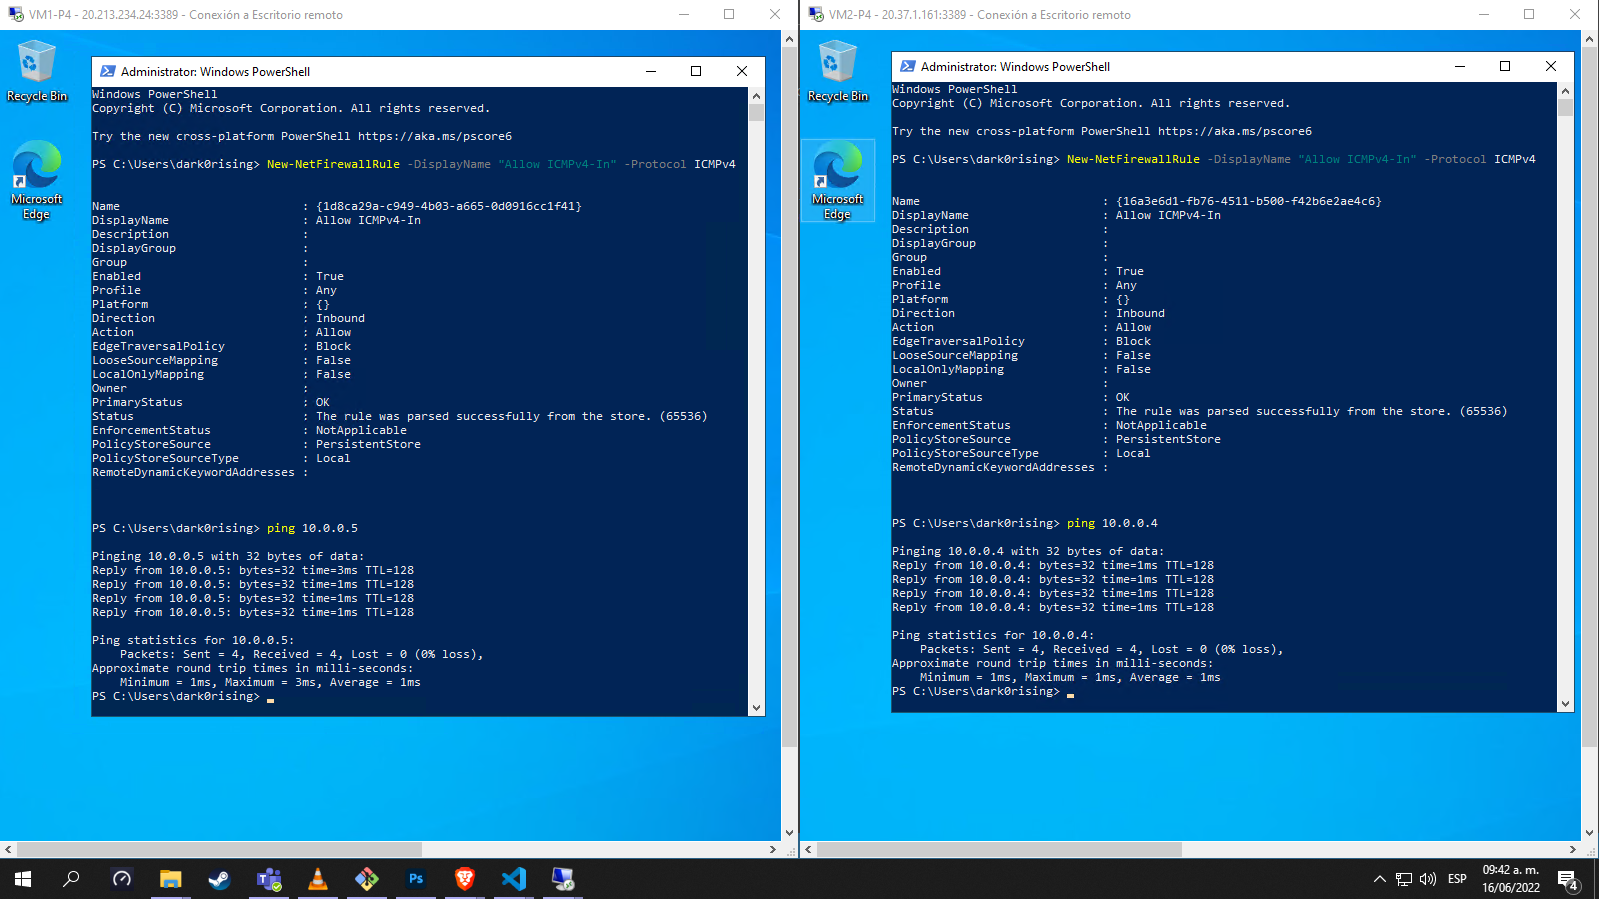 VM1-P4 - 20.213.234.24:3389 - Conexión a Escritorio remoto
Recycle Bin
Microsoft
Edge
Administrator: Windows PowerShell
Windows PowerShell
Copyright (C) Microsoft Corporation. All rights reserved.
Try the new cross-platform PowerShell https://aka.ms/pscore6
PS C:\Users\dark0rising> New-NetFirewallRule -DisplayName "Allow ICMPv4-In" -Protocol ICMPv4
Name : {1d8ca29a-c949-4b03-a665-0d0916cc1f41}
DisplayName : Allow ICMPv4-In
Description :
DisplayGroup :
Group :
Enabled : True
Profile : Any
Platform : {}
Direction : Inbound
Action : Allow
EdgeTraversalPolicy : Block
LooseSourceMapping : False
LocalOnlyMapping : False
Owner :
PrimaryStatus : OK
Status : The rule was parsed successfully from the store. (65536)
EnforcementStatus : NotApplicable
PolicyStoreSource : PersistentStore
PolicyStoreSourceType : Local
RemoteDynamicKeywordAddresses :
PS C:\Users\dark0rising> ping 10.0.0.5
Pinging 10.0.0.5 with 32 bytes of data:
Reply from 10.0.0.5: bytes=32 time=3ms TTL=128
Reply from 10.0.0.5: bytes=32 time=1ms TTL=128
Reply from 10.0.0.5: bytes=32 time=1ms TTL=128
Reply from 10.0.0.5: bytes=32 time=1ms TTL=128
Ping statistics for 10.0.0.5:
Packets: Sent = 4, Received = 4, Lost = 0 (0% loss),
Approximate round trip times in milli-seconds:
Minimum = 1ms, Maximum = 3ms, Average = 1ms
PS C:\Users\dark0rising>
VM2-P4 - 20.37.1.161:3389 - Conexión a Escritorio remoto
Recycle Bin
Microsoft
Edge
Administrator: Windows PowerShell
Windows PowerShell
Copyright (C) Microsoft Corporation. All rights reserved.
Try the new cross-platform PowerShell https://aka.ms/pscore6
PS C:\Users\dark0rising> New-NetFirewallRule -DisplayName "Allow ICMPv4-In" -Protocol ICMPv4
Name : {16a3e6d1-fb76-4511-b500-f42b6e2ae4c6}
DisplayName : Allow ICMPv4-In
Description :
DisplayGroup :
Group :
Enabled : True
Profile : Any
Platform : {}
Direction : Inbound
Action : Allow
EdgeTraversalPolicy : Block
LooseSourceMapping : False
LocalOnlyMapping : False
Owner :
PrimaryStatus : OK
Status : The rule was parsed successfully from the store. (65536)
EnforcementStatus : NotApplicable
PolicyStoreSource : PersistentStore
PolicyStoreSourceType : Local
RemoteDynamicKeywordAddresses :
PS C:\Users\dark0rising> ping 10.0.0.4
Pinging 10.0.0.4 with 32 bytes of data:
Reply from 10.0.0.4: bytes=32 time=1ms TTL=128
Reply from 10.0.0.4: bytes=32 time=1ms TTL=128
Reply from 10.0.0.4: bytes=32 time=1ms TTL=128
Reply from 10.0.0.4: bytes=32 time=1ms TTL=128
Ping statistics for 10.0.0.4:
Packets: Sent = 4, Received = 4, Lost = 0 (0% loss),
Approximate round trip times in milli-seconds:
Minimum = 1ms, Maximum = 1ms, Average = 1ms
PS C:\Users\dark0rising>
Ps
ESP
09:42 a. m.
16/06/2022
4